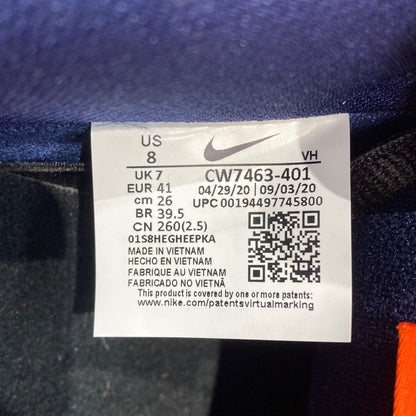 US
8
VH
UK 7
EUR 41
cm 26
BR 39.5
CN 260(2.5)
CW7463-401
04/29/20 | 09/03/20
UPC 00194497745800
01S8HEGHEEPKA
MADE IN VIETNAM
HECHO EN VIETNAM
FABRIQUE AU VIETNAM
FABRICADO NO VIETNÃ
This product is covered by one or more patents:
www.nike.com/patentsvirtualmarking